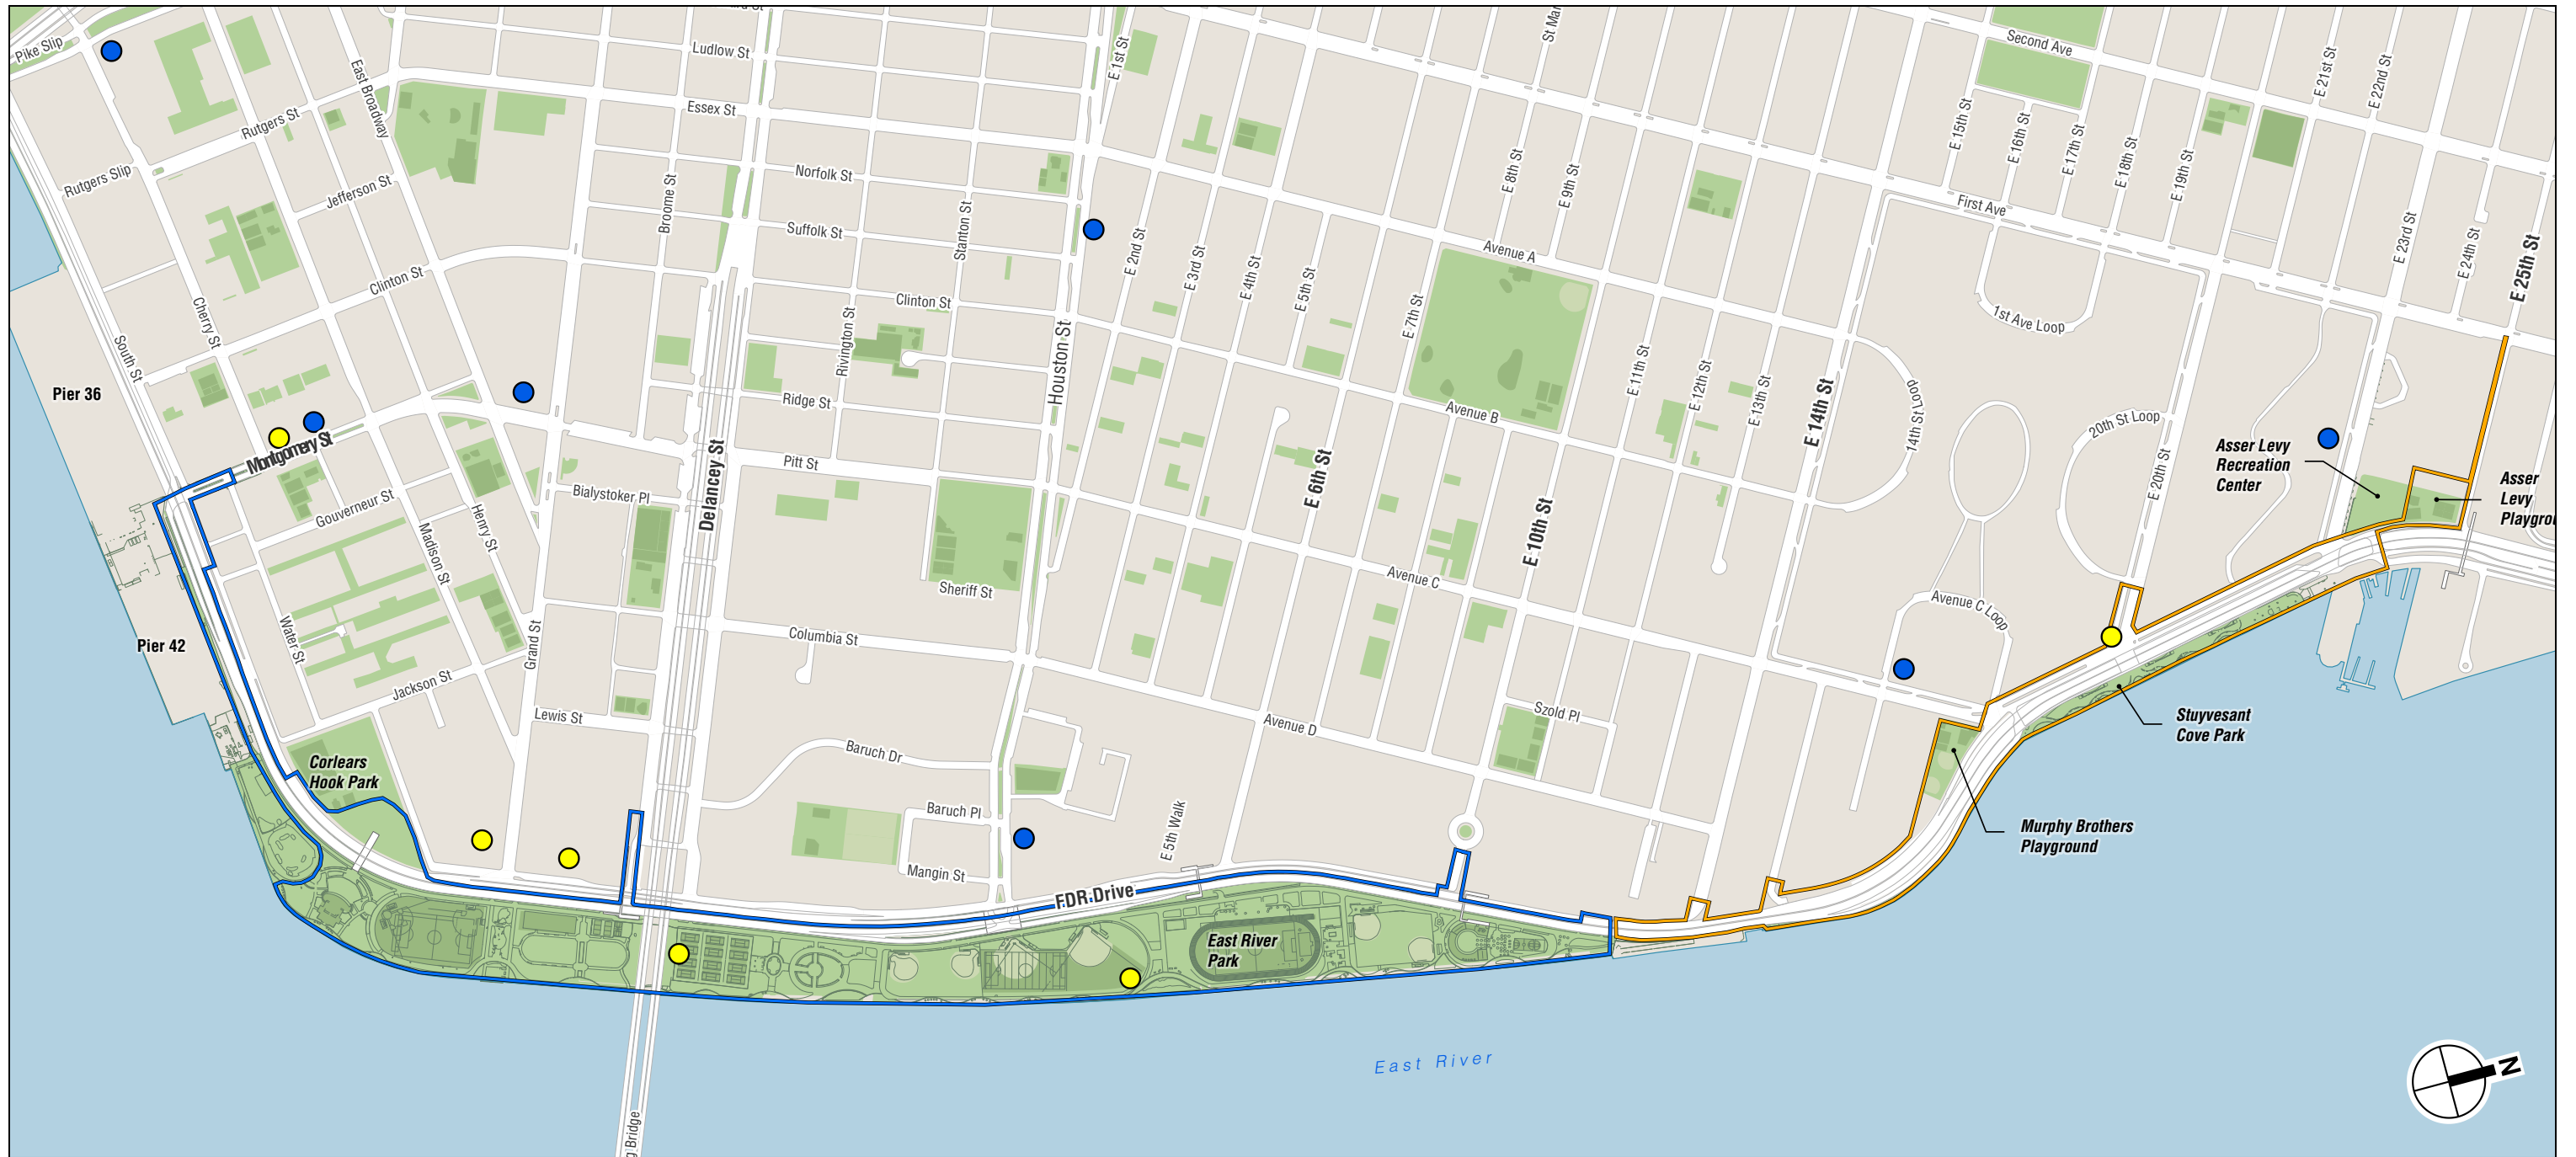 Pike Slip
East Broadway
Ludlow St
E 1st St
Second Ave
E 21st St
E 22nd St
Essex St
Rutgers St
E 15th St
E 16th St
E 17th St
E 18th St
E 19th St
Rutgers Slip
Jefferson St
Broome St
Norfolk St
E 8th St
E 9th St
First Ave
Suffolk St
Stanton St
E 2nd St
E 3rd St
E 4th St
E 5th St
Avenue A
E 23rd St
E 24th St
E 25th St
Clinton St
Clinton St
Cherry St
South St
Rivington St
Houston St
E 7th St
1st Ave Loop
Pier 36
Ridge St
Avenue B
E 11th St
E 12th St
E 13th St
E 14th St
14th St Loop
20th St Loop
Montgomery St
Pitt St
Delancey St
E 6th St
E 10th St
E 20th St
Asser Levy
Recreation
Center
Asser
Levy
Gouverneur St
Bialystoker Pl
Madison St
Henry St
Sheriff St
Avenue C
Avenue C Loop
Pier 42
Water St
Grand St
Columbia St
Jackson St
Lewis St
Avenue D
Szold Pl
Stuyvesant
Cove Park
Corlears
Hook Park
Baruch Dr
Baruch Pl
E 5th Walk
Murphy Brothers
Playground
Mangin St
FDR Drive
East River
Park
East River
N
Bridge